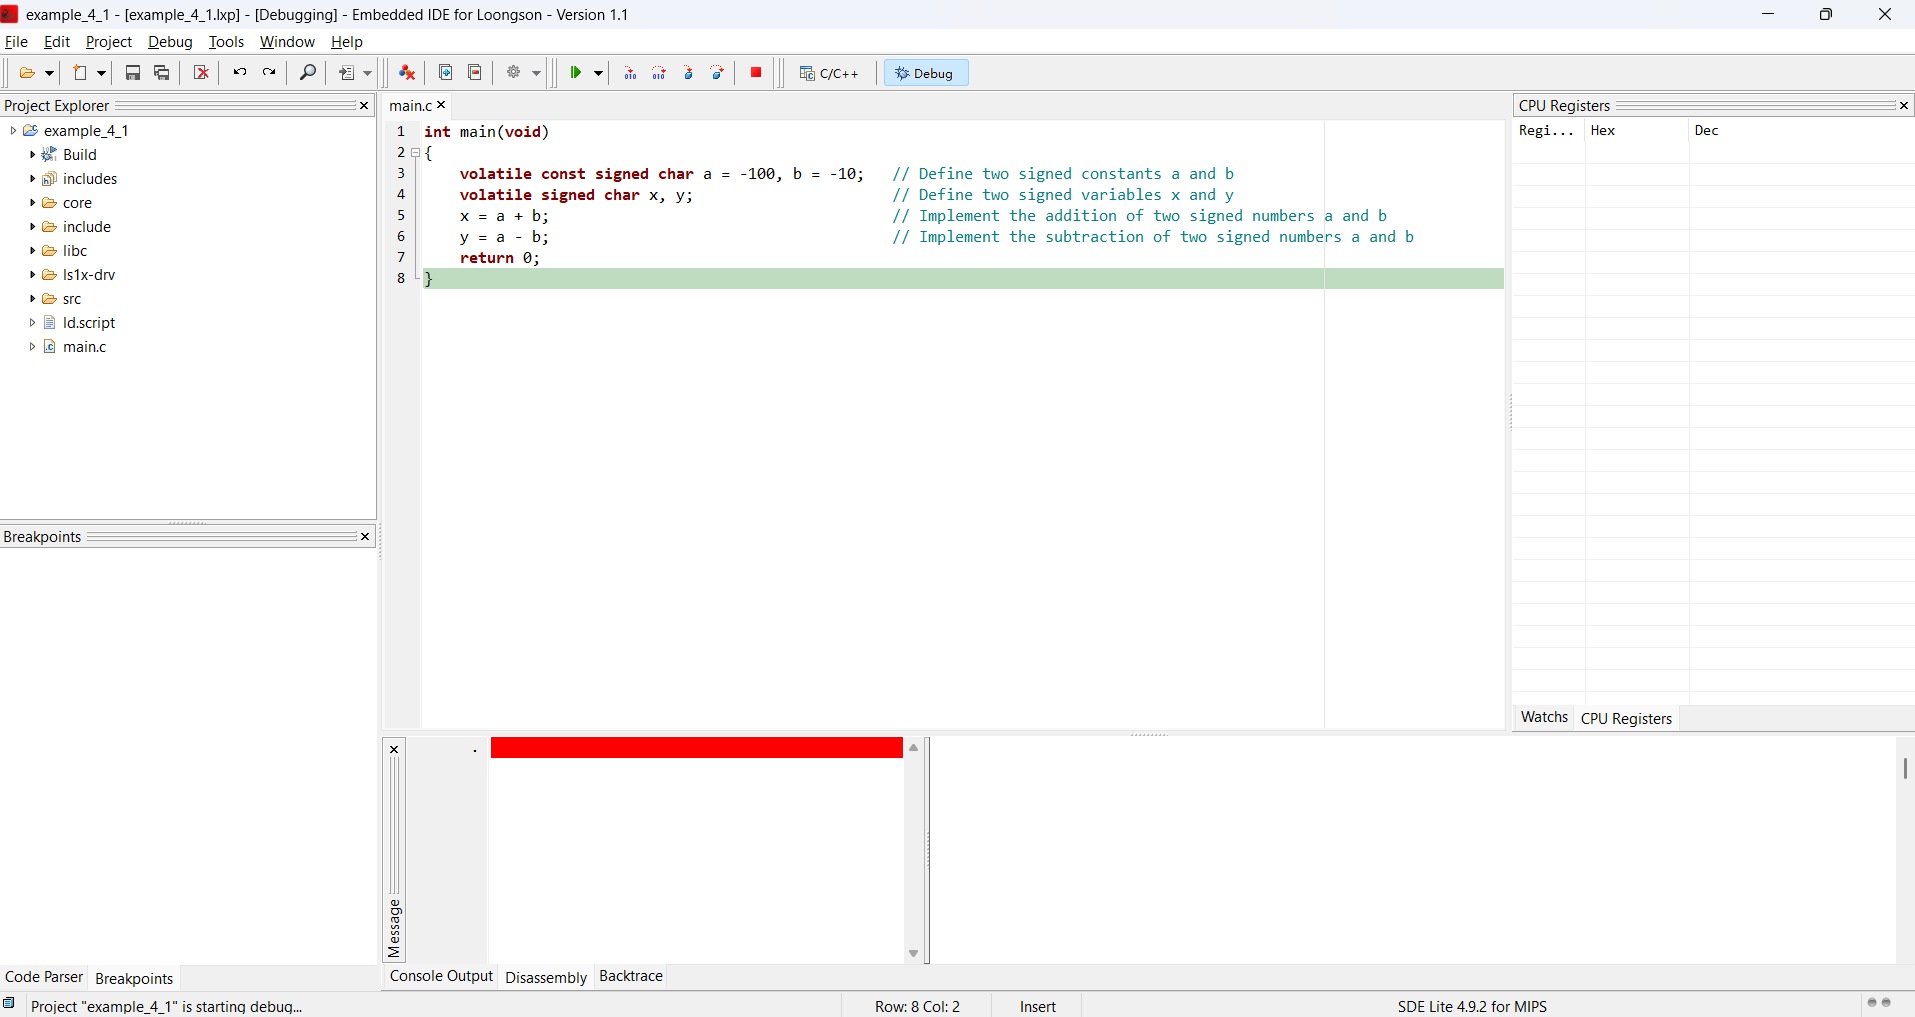 example_4_1 - [example_4_1.lxp] - [Debugging] - Embedded IDE for Loongson - Version 1.1
File Edit Project Debug Tools Window Help
C/C++ Debug
Project Explorer
example_4_1
Build
includes
core
include
libc
ls1x-drv
src
ld.script
main.c
Breakpoints
Code Parser Breakpoints
main.c
1 int main(void)
2 {
3 volatile const signed char a = -100, b = -10; // Define two signed constants a and b
4 volatile signed char x, y; // Define two signed variables x and y
5 x = a + b; // Implement the addition of two signed numbers a and b
6 y = a - b; // Implement the subtraction of two signed numbers a and b
7 return 0;
8 }
CPU Registers
Regi... Hex Dec
Watchs CPU Registers
Message
Console Output Disassembly Backtrace
Project "example_4_1" is starting debug... Row: 8 Col: 2 Insert SDE Lite 4.9.2 for MIPS